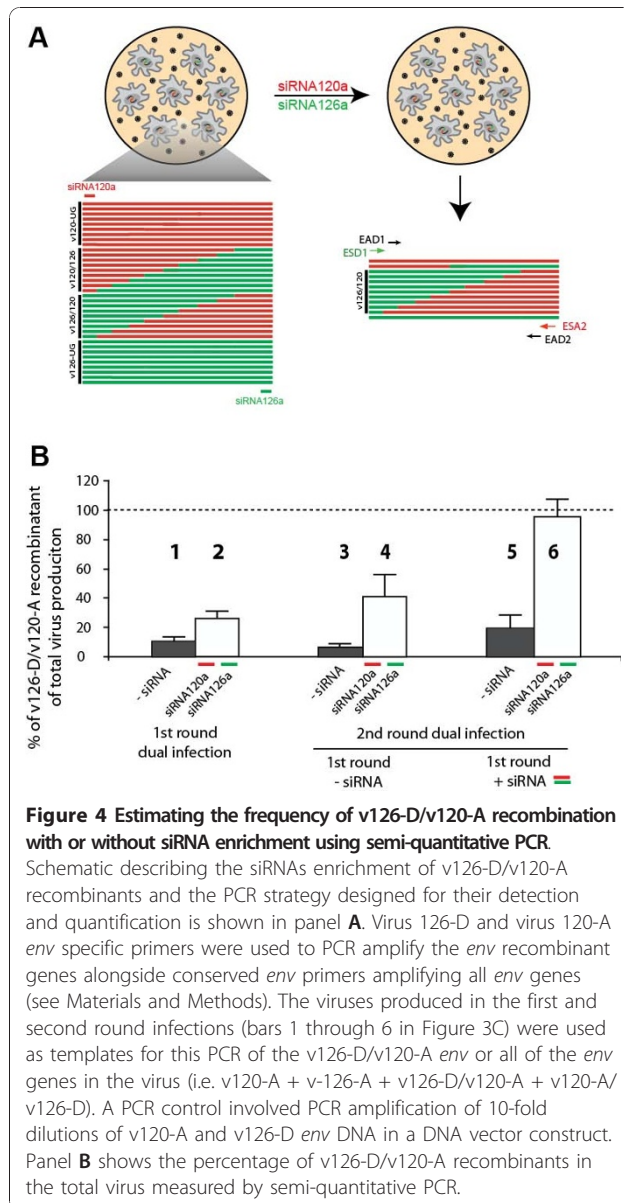 A
siRNA120a
siRNA126a
siRNA120a
v120-UG
v120/126
v126/120
v126-UG
siRNA126a
EAD1
ESD1
v126/120
ESA2
EAD2
B
% of v126-D/v120-A recombinatant
of total virus produciton
120
100
80
60
40
20
0
1
2
3
4
5
6
- siRNA
siRNA120a
siRNA126a
- siRNA
siRNA120a
siRNA126a
- siRNA
siRNA120a
siRNA126a
1st round
dual infection
2nd round dual infection
1st round
- siRNA
1st round
+ siRNA
Figure 4 Estimating the frequency of v126-D/v120-A recombination
with or without siRNA enrichment using semi-quantitative PCR.
Schematic describing the siRNAs enrichment of v126-D/v120-A
recombinants and the PCR strategy designed for their detection
and quantification is shown in panel A. Virus 126-D and virus 120-A
env specific primers were used to PCR amplify the env recombinant
genes alongside conserved env primers amplifying all env genes
(see Materials and Methods). The viruses produced in the first and
second round infections (bars 1 through 6 in Figure 3C) were used
as templates for this PCR of the v126-D/v120-A env or all of the env
genes in the virus (i.e. v120-A + v-126-A + v126-D/v120-A + v120-A/
v126-D). A PCR control involved PCR amplification of 10-fold
dilutions of v120-A and v126-D env DNA in a DNA vector construct.
Panel B shows the percentage of v126-D/v120-A recombinants in
the total virus measured by semi-quantitative PCR.